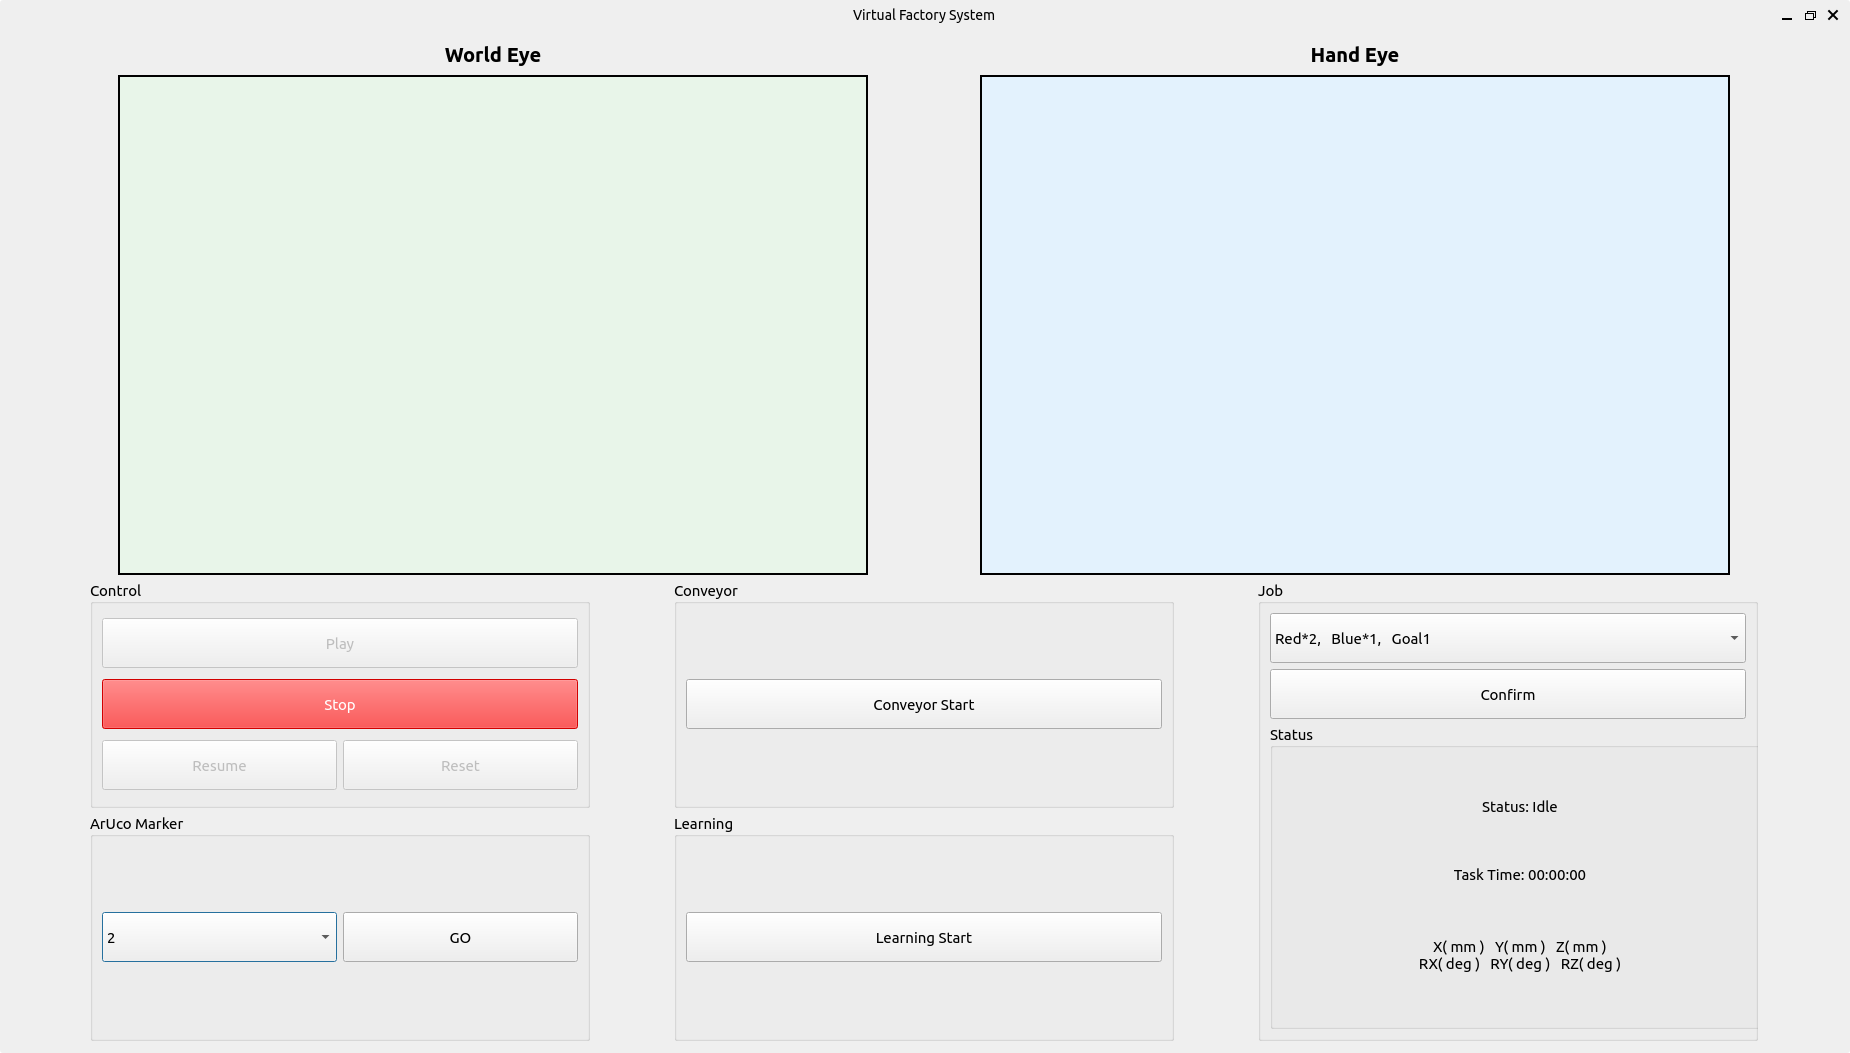 Virtual Factory System
World Eye
Hand Eye
Control
Play
Stop
Resume
Reset
ArUco Marker
2
GO
Conveyor
Conveyor Start
Learning
Learning Start
Job
Red*2, Blue*1, Goal1
Confirm
Status
Status: Idle
Task Time: 00:00:00
X( mm ) Y( mm ) Z( mm )
RX( deg ) RY( deg ) RZ( deg )